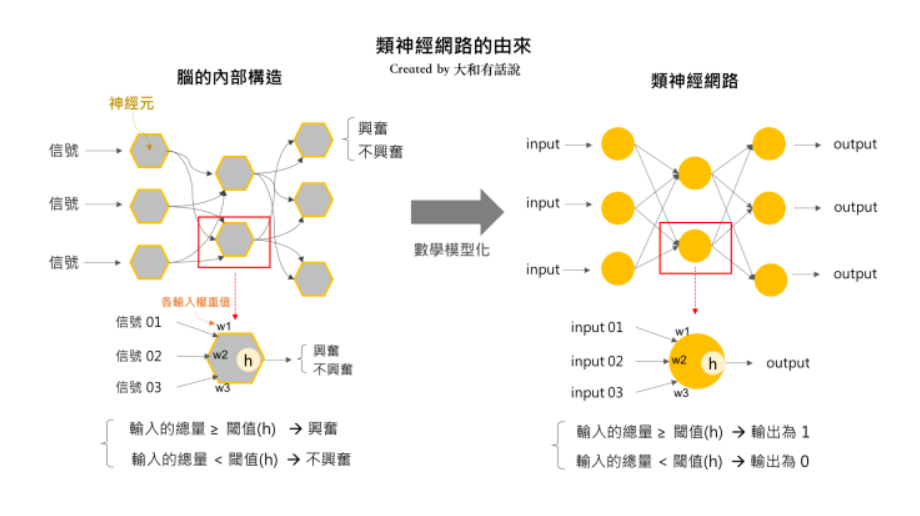 類神經網路的由來
Created by 大和有話說
腦的內部構造
神經元
信號
信號
信號
興奮
不興奮
各輸入權重值
信號 01
信號 02
信號 03
w1
w2
w3
h
興奮
不興奮
輸入的總量 ≥ 閾值(h) → 興奮
輸入的總量 < 閾值(h) → 不興奮
數學模型化
類神經網路
input
input
input
output
output
output
input 01
input 02
input 03
w1
w2
w3
h
output
輸入的總量 ≥ 閾值(h) → 輸出為 1
輸入的總量 < 閾值(h) → 輸出為 0